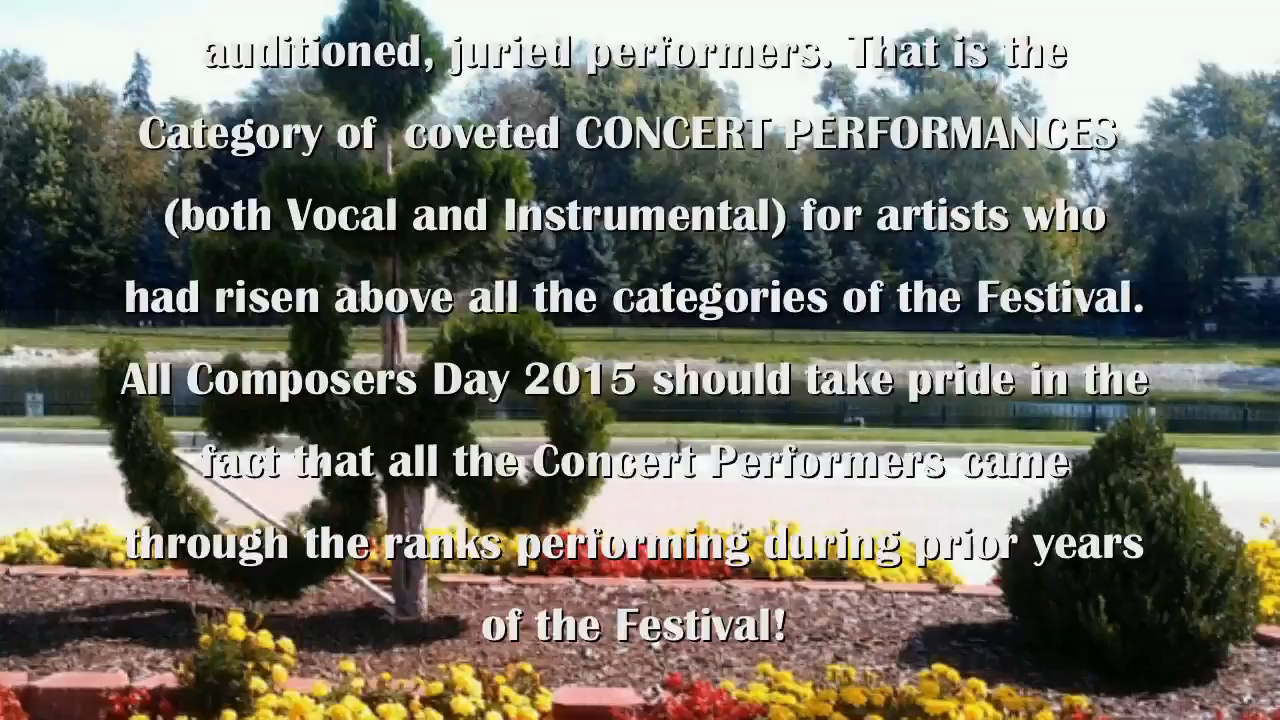 auditioned, juried performers. That is the
Category of coveted CONCERT PERFORMANCES
(both Vocal and Instrumental) for artists who
had risen above all the categories of the Festival.
All Composers Day 2015 should take pride in the
fact that all the Concert Performers came
through the ranks performing during prior years
of the Festival!